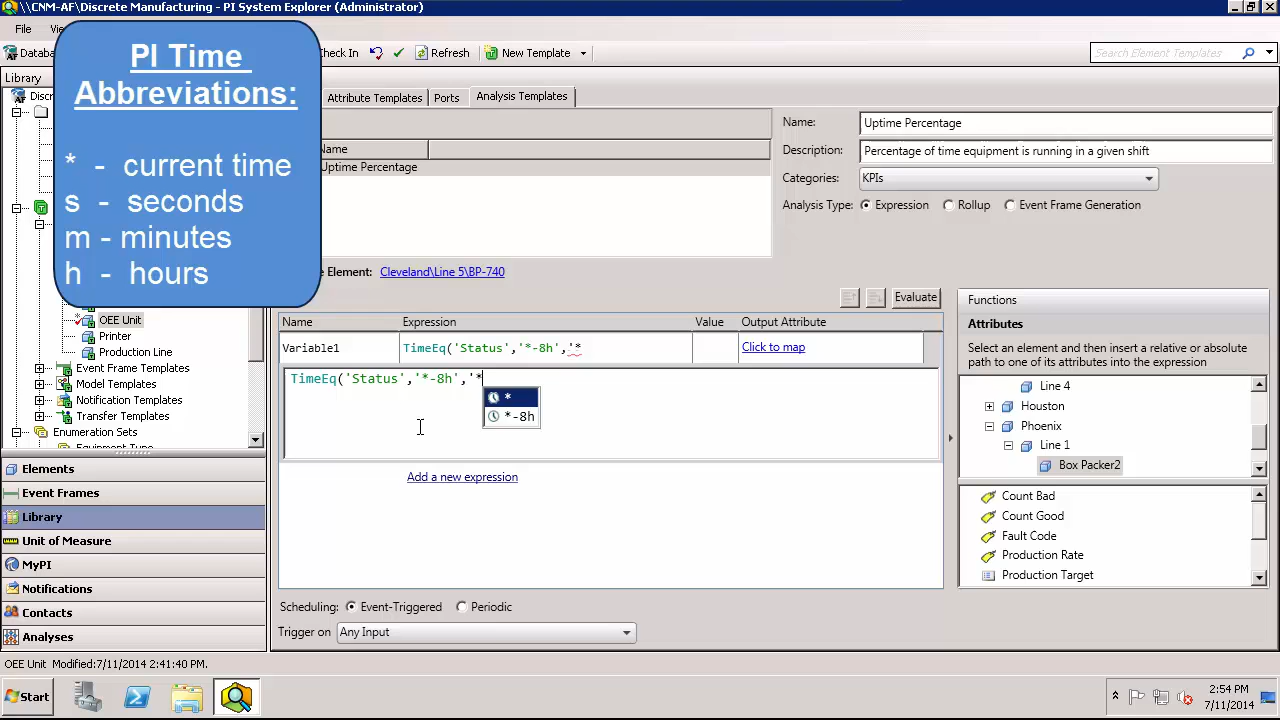 \\CNM-AF\Discrete Manufacturing - PI System Explorer (Administrator)
File
Databa
Check In
Refresh
New Template
Search Element Templates
PI Time
Abbreviations:
* - current time
s - seconds
m - minutes
h - hours
Library
Discr
OEE Unit
Printer
Production Line
Event Frame Templates
Model Templates
Notification Templates
Transfer Templates
Enumeration Sets
Elements
Event Frames
Library
Unit of Measure
MyPI
Notifications
Contacts
Analyses
Attribute Templates
Ports
Analysis Templates
Name
Uptime Percentage
Name:
Uptime Percentage
Description:
Percentage of time equipment is running in a given shift
Categories:
KPIs
Analysis Type:
Expression
Rollup
Event Frame Generation
Element:
Cleveland\Line 5\BP-740
Evaluate
Name
Expression
Value
Output Attribute
Variable1
TimeEq('Status','*-8h','*
Click to map
TimeEq('Status','*-8h','*
*
*-8h
Add a new expression
Functions
Attributes
Select an element and then insert a relative or absolute
path to one of its attributes into the expression.
Line 4
Houston
Phoenix
Line 1
Box Packer2
Count Bad
Count Good
Fault Code
Production Rate
Production Target
Scheduling:
Event-Triggered
Periodic
Trigger on
Any Input
OEE Unit Modified:7/11/2014 2:41:40 PM.
Start
2:54 PM
7/11/2014